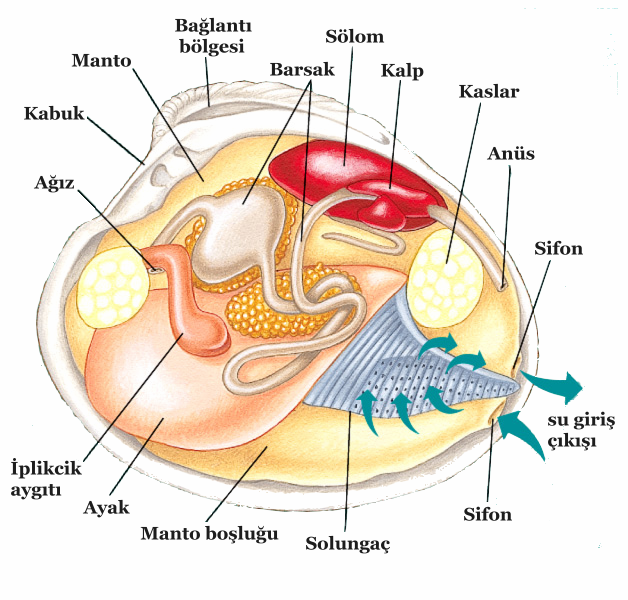 Bağlantı
bölgesi
Sölom
Manto
Barsak
Kalp
Kaslar
Kabuk
Anüs
Ağız
Sifon
su giriş
çıkışı
İplikcik
aygıtı
Ayak
Manto boşluğu
Solungaç
Sifon